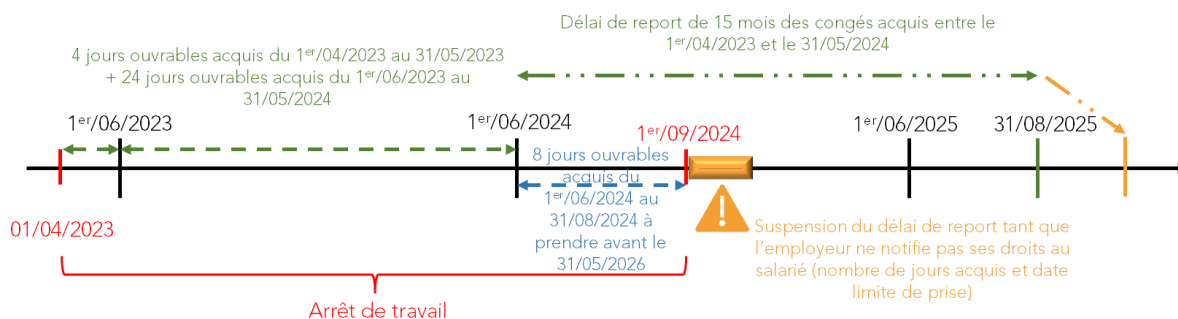 Délai de report de 15 mois des congés acquis entre le
1er/04/2023 et le 31/05/2024
4 jours ouvrables acquis du 1er/04/2023 au 31/05/2023
+ 24 jours ouvrables acquis du 1er/06/2023 au
31/05/2024
1er/06/2023
1er/06/2024
1er/09/2024
1er/06/2025
31/08/2025
8 jours ouvrables
acquis du
1er/06/2024 au
31/08/2024 à
prendre avant le
31/05/2026
01/04/2023
Suspension du délai de report tant que
l'employeur ne notifie pas ses droits au
salarié (nombre de jours acquis et date
limite de prise)
Arrêt de travail